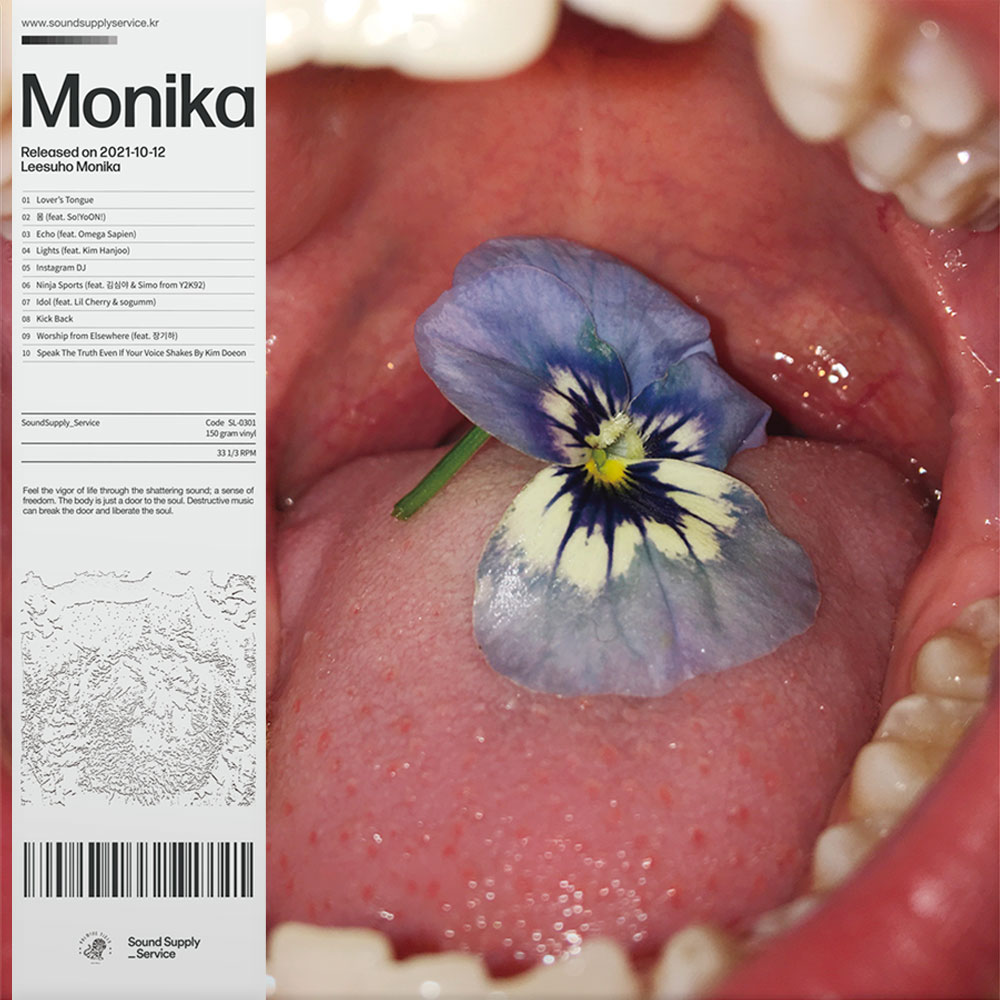 www.soundsupplyservice.kr
Monika
Released on 2021-10-12
Leesuho Monika
01 Lover's Tongue
02 몸 (feat. So!YoON!)
03 Echo (feat. Omega Sapien)
04 Lights (feat. Kim Hanjoo)
05 Instagram DJ
06 Ninja Sports (feat. 김심야 & Simo from Y2K92)
07 Idol (feat. Lil Cherry & sogumm)
08 Kick Back
09 Worship from Elsewhere (feat. 장기하)
10 Speak The Truth Even If Your Voice Shakes By Kim Doeon
SoundSupply_Service Code SL-0301
150 gram vinyl
33 1/3 RPM
Feel the vigor of life through the shattering sound; a sense of
freedom. The body is just a door to the soul. Destructive music
can break the door and liberate the soul.
Sound Supply
_Service